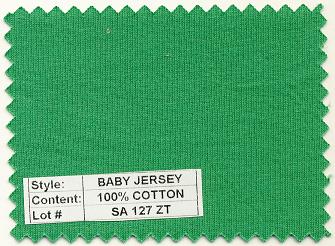 Style: BABY JERSEY
Content: 100% COTTON
Lot # SA 127 ZT